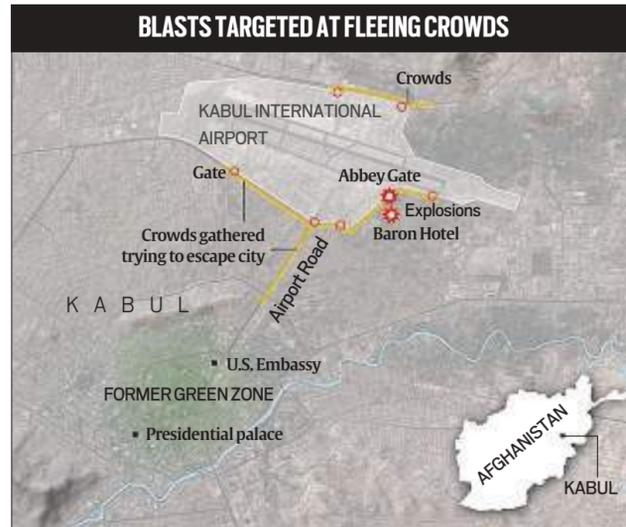 BLASTS TARGETED AT FLEEING CROWDS
Crowds
KABUL INTERNATIONAL
AIRPORT
Gate
Abbey Gate
Explosions
Baron Hotel
Crowds gathered
trying to escape city
Airport Road
KABUL
U.S. Embassy
FORMER GREEN ZONE
Presidential palace
AFGHANISTAN
KABUL